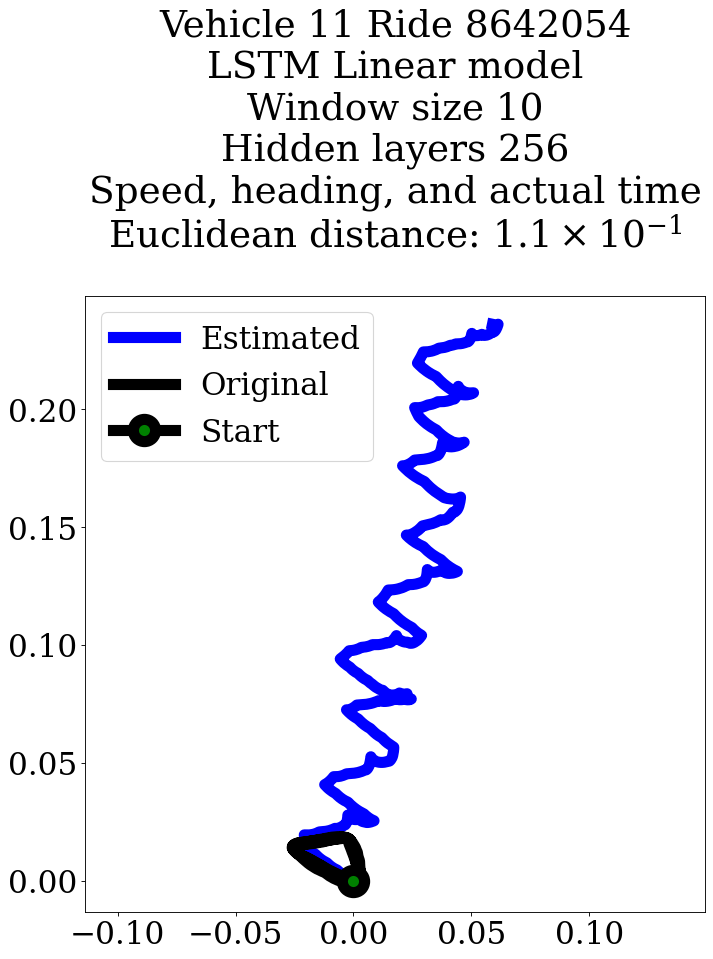 Vehicle 11 Ride 8642054
LSTM Linear model
Window size 10
Hidden layers 256
Speed, heading, and actual time
Euclidean distance: $1.1 \times 10^{-1}$
Estimated
Original
Start
0.20
0.15
0.10
0.05
0.00
−0.10 −0.05 0.00 0.05 0.10